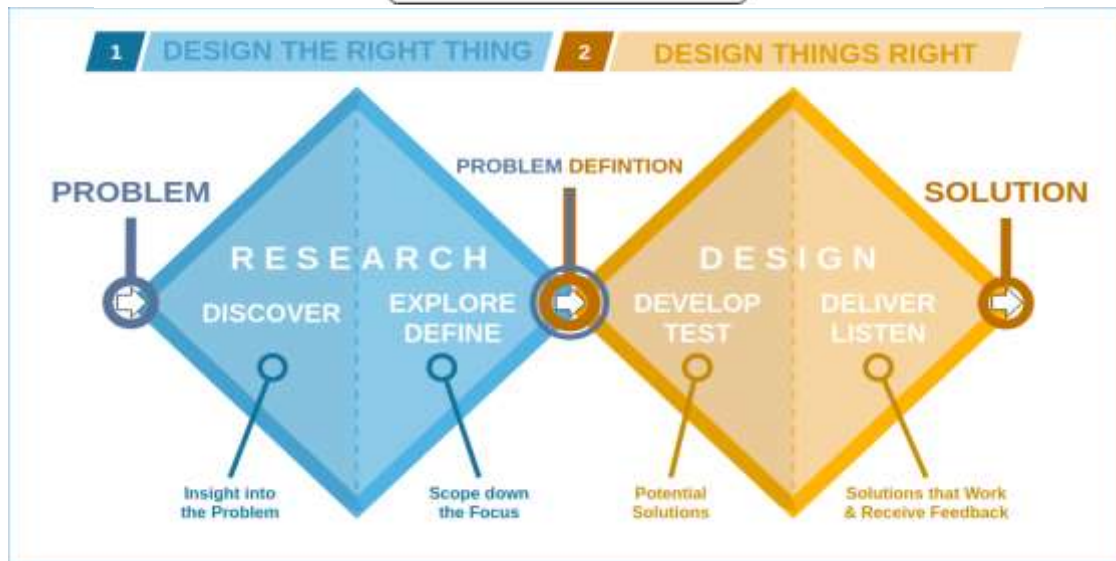 1 DESIGN THE RIGHT THING 2 DESIGN THINGS RIGHT
PROBLEM DEFINTION
PROBLEM
SOLUTION
RESEARCH
DESIGN
DISCOVER
EXPLORE
DEFINE
DEVELOP
TEST
DELIVER
LISTEN
Insight into
the Problem
Scope down
the Focus
Potential
Solutions
Solutions that Work
& Receive Feedback